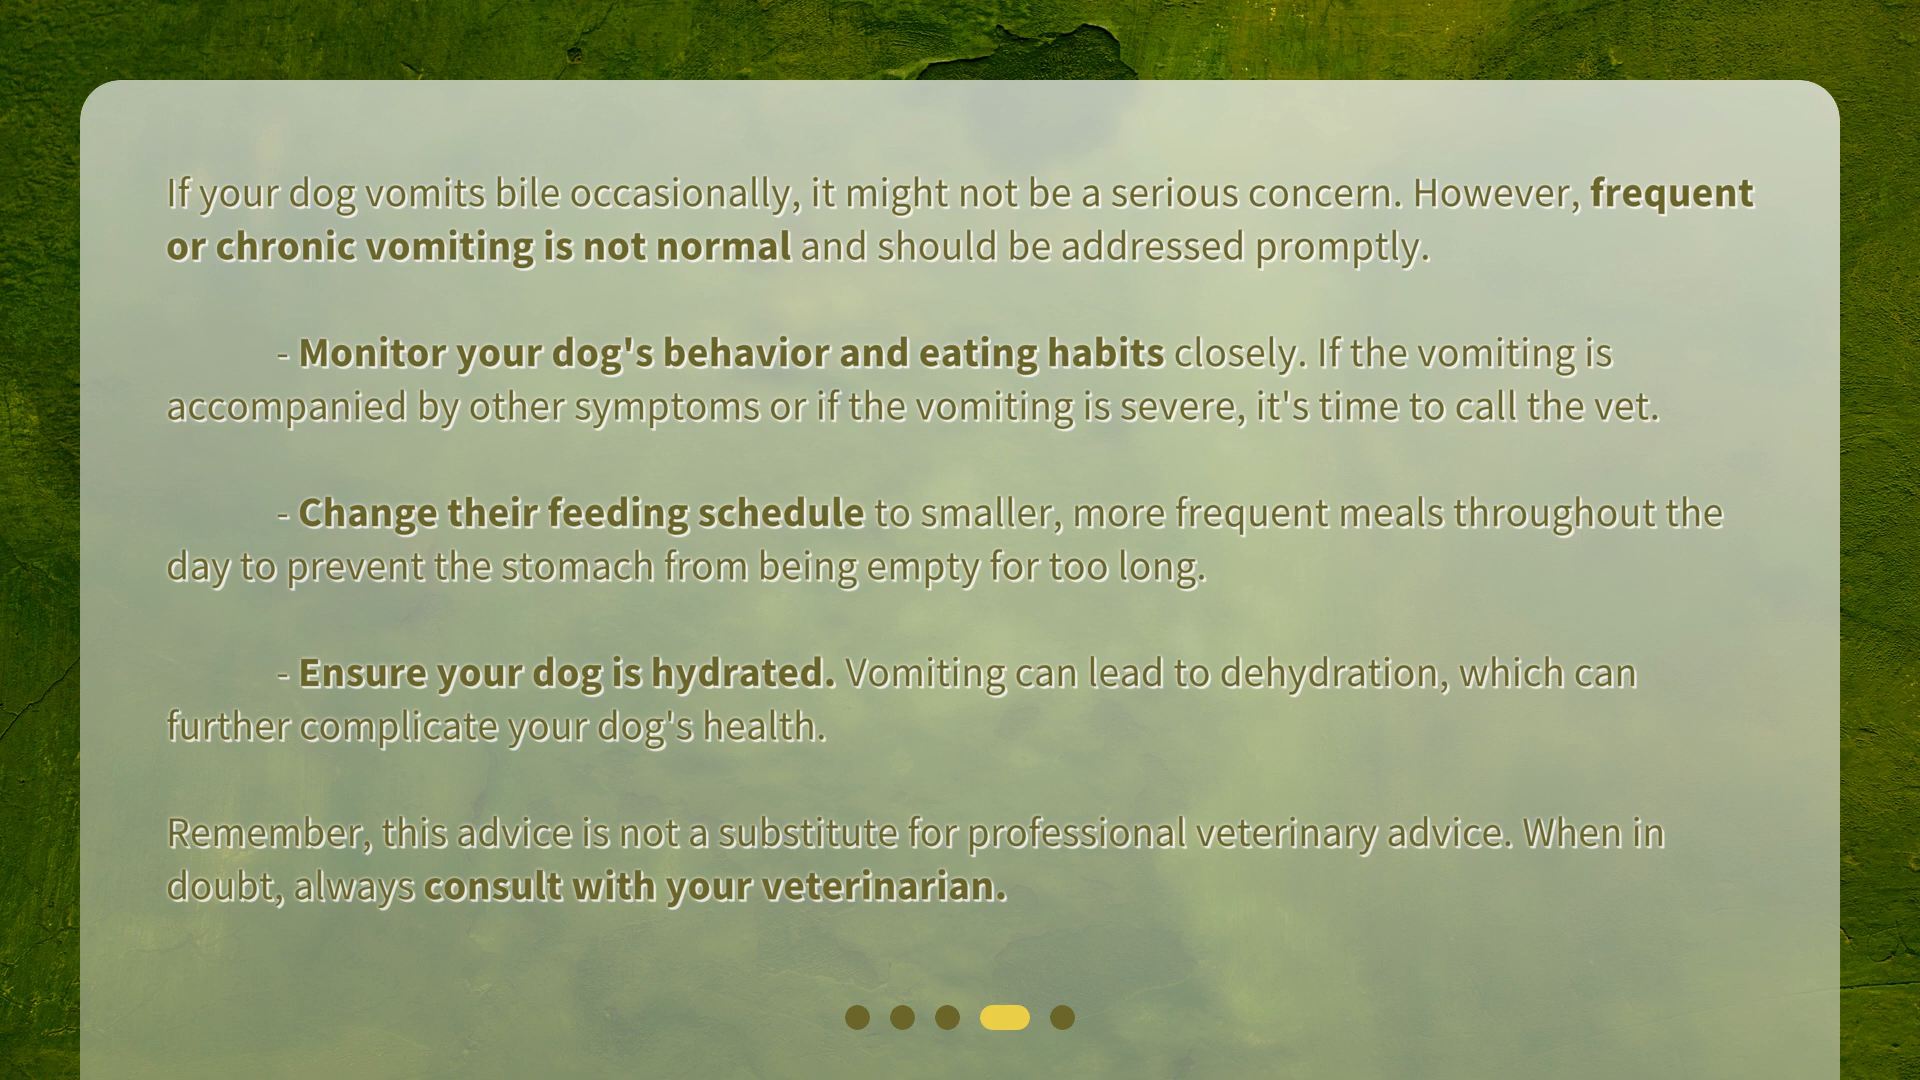 If your dog vomits bile occasionally, it might not be a serious concern. However, frequent
or chronic vomiting is not normal and should be addressed promptly.
- Monitor your dog's behavior and eating habits closely. If the vomiting is
accompanied by other symptoms or if the vomiting is severe, it's time to call the vet.
- Change their feeding schedule to smaller, more frequent meals throughout the
day to prevent the stomach from being empty for too long.
- Ensure your dog is hydrated. Vomiting can lead to dehydration, which can
further complicate your dog's health.
Remember, this advice is not a substitute for professional veterinary advice. When in
doubt, always consult with your veterinarian.